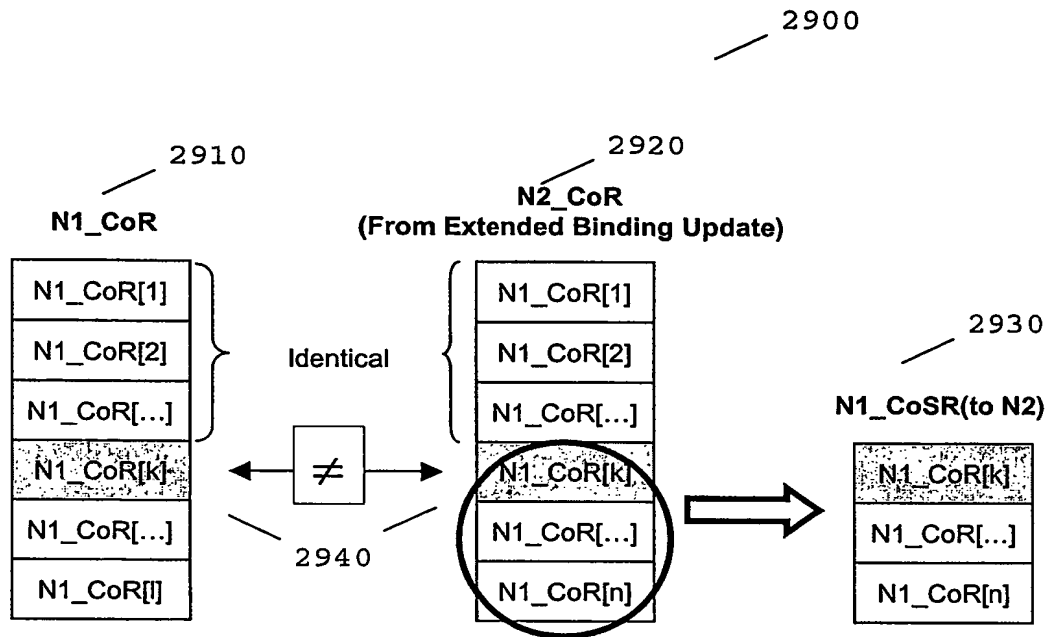 2900
2910
N1_CoR
N1_CoR[1]
N1_CoR[2]
N1_CoR[...]
N1_CoR[k]
N1_CoR[...]
N1_CoR[l]
Identical
≠
2940
2920
N2_CoR
(From Extended Binding Update)
N1_CoR[1]
N1_CoR[2]
N1_CoR[...]
N1_CoR[k]
N1_CoR[...]
N1_CoR[n]
2930
N1_CoSR(to N2)
N1_CoR[k]
N1_CoR[...]
N1_CoR[n]